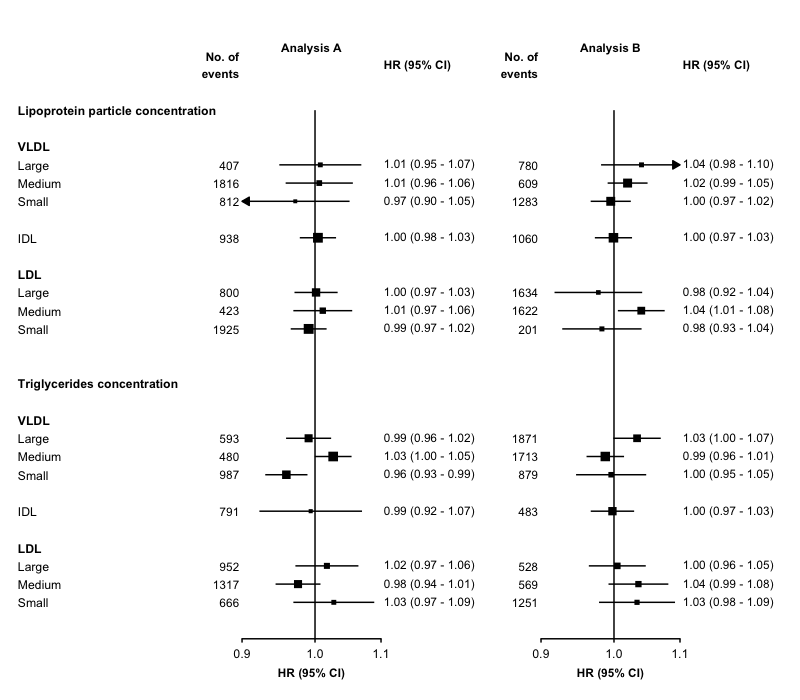 Analysis A Analysis B
No. of events HR (95% CI) No. of events HR (95% CI)
Lipoprotein particle concentration
VLDL
Large 407 1.01 (0.95 - 1.07) 780 1.04 (0.98 - 1.10)
Medium 1816 1.01 (0.96 - 1.06) 609 1.02 (0.99 - 1.05)
Small 812 0.97 (0.90 - 1.05) 1283 1.00 (0.97 - 1.02)
IDL 938 1.00 (0.98 - 1.03) 1060 1.00 (0.97 - 1.03)
LDL
Large 800 1.00 (0.97 - 1.03) 1634 0.98 (0.92 - 1.04)
Medium 423 1.01 (0.97 - 1.06) 1622 1.04 (1.01 - 1.08)
Small 1925 0.99 (0.97 - 1.02) 201 0.98 (0.93 - 1.04)
Triglycerides concentration
VLDL
Large 593 0.99 (0.96 - 1.02) 1871 1.03 (1.00 - 1.07)
Medium 480 1.03 (1.00 - 1.05) 1713 0.99 (0.96 - 1.01)
Small 987 0.96 (0.93 - 0.99) 879 1.00 (0.95 - 1.05)
IDL 791 0.99 (0.92 - 1.07) 483 1.00 (0.97 - 1.03)
LDL
Large 952 1.02 (0.97 - 1.06) 528 1.00 (0.96 - 1.05)
Medium 1317 0.98 (0.94 - 1.01) 569 1.04 (0.99 - 1.08)
Small 666 1.03 (0.97 - 1.09) 1251 1.03 (0.98 - 1.09)
0.9 1.0 1.1 0.9 1.0 1.1
HR (95% CI) HR (95% CI)